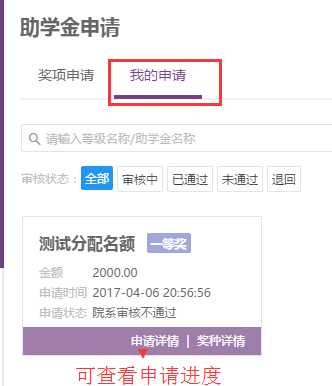 助学金申请
奖项申请 我的申请
请输入等级名称/助学金名称
审核状态： 全部 审核中 已通过 未通过 退回
测试分配名额 一等奖
金额 2000.00
申请时间 2017-04-06 20:56:56
申请状态 院系审核不通过
申请详情 | 奖种详情
可查看申请进度